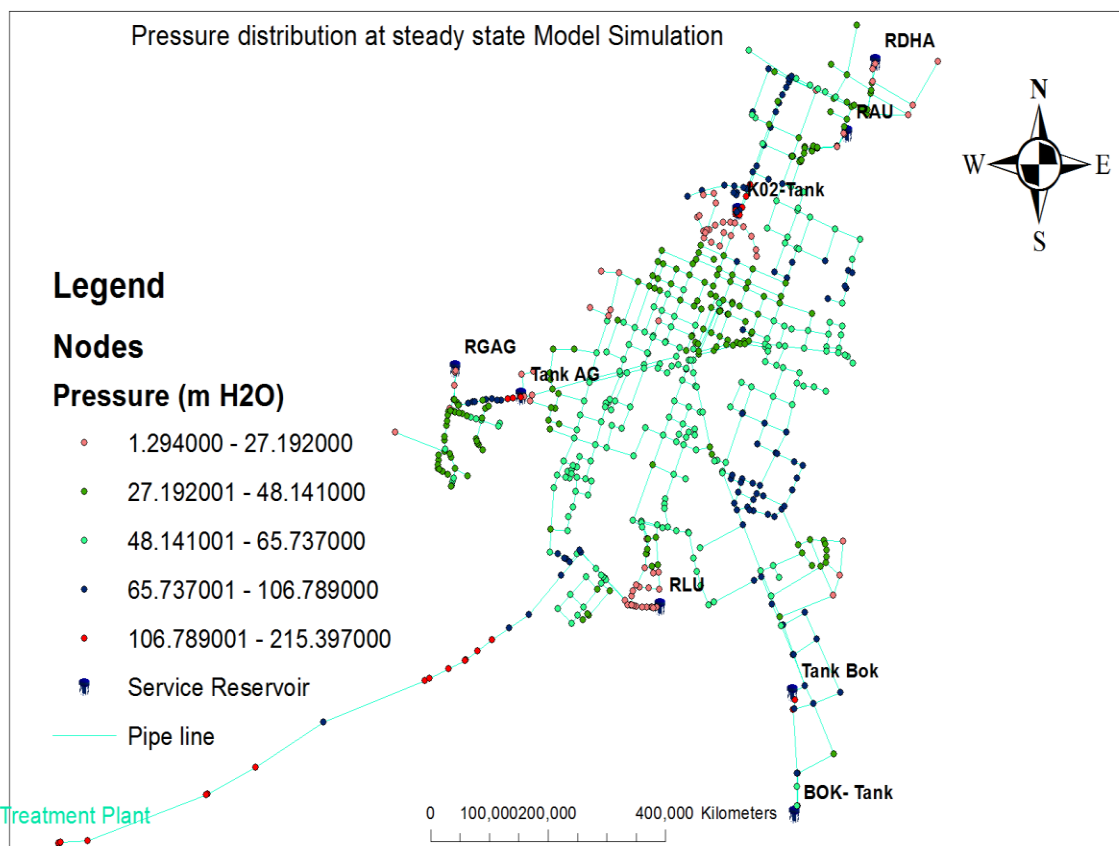 Pressure distribution at steady state Model Simulation
RDHA
RAU
N
W E
S
K02-Tank
Legend
Nodes
Pressure (m H2O)
1.294000 - 27.192000
27.192001 - 48.141000
48.141001 - 65.737000
65.737001 - 106.789000
106.789001 - 215.397000
Service Reservoir
Pipe line
RGAG
Tank AG
RLU
Tank Bok
BOK- Tank
Treatment Plant
0 100,000200,000 400,000 Kilometers